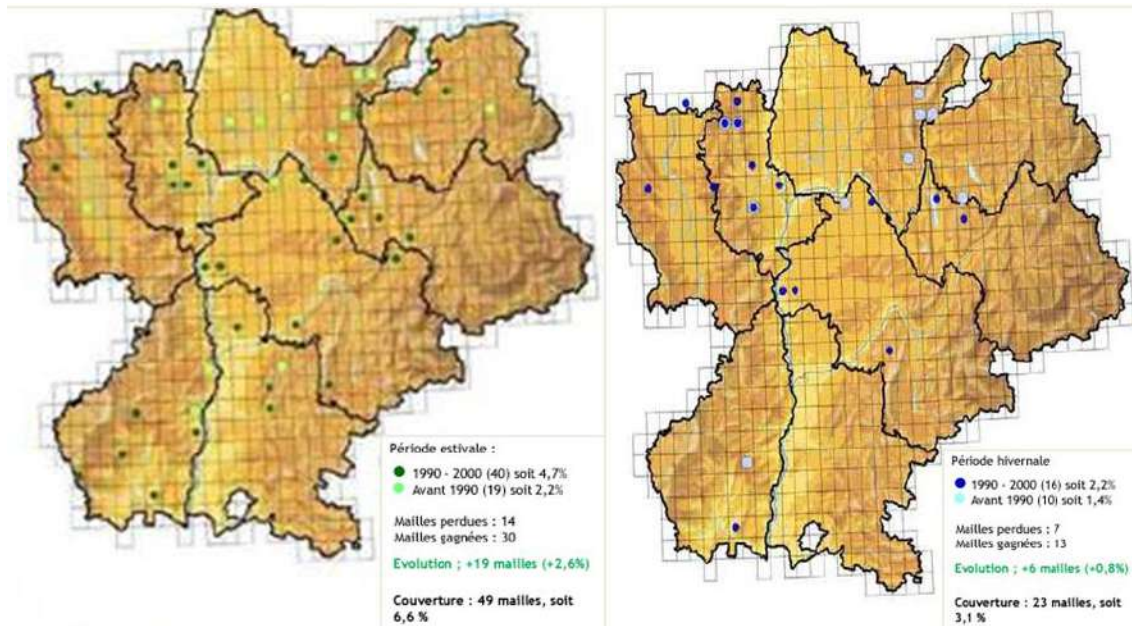 Période estivale :
1990 - 2000 (40) soit 4,7%
Avant 1990 (19) soit 2,2%
Mailles perdues : 14
Mailles gagnées : 30
Evolution ; +19 mailles (+2,6%)
Couverture : 49 mailles, soit
6,6 %
Période hivernale
1990 - 2000 (16) soit 2,2%
Avant 1990 (10) soit 1,4%
Mailles perdues : 7
Mailles gagnées : 13
Evolution ; +6 mailles (+0,8%)
Couverture : 23 mailles, soit
3,1 %